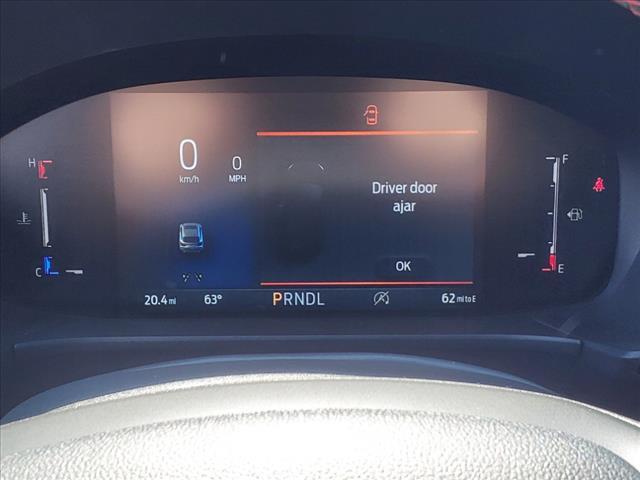 H
F
0
km/h
0
MPH
Driver door
ajar
OK
C
E
20.4 mi
63°
PRNDL
62 mi to E